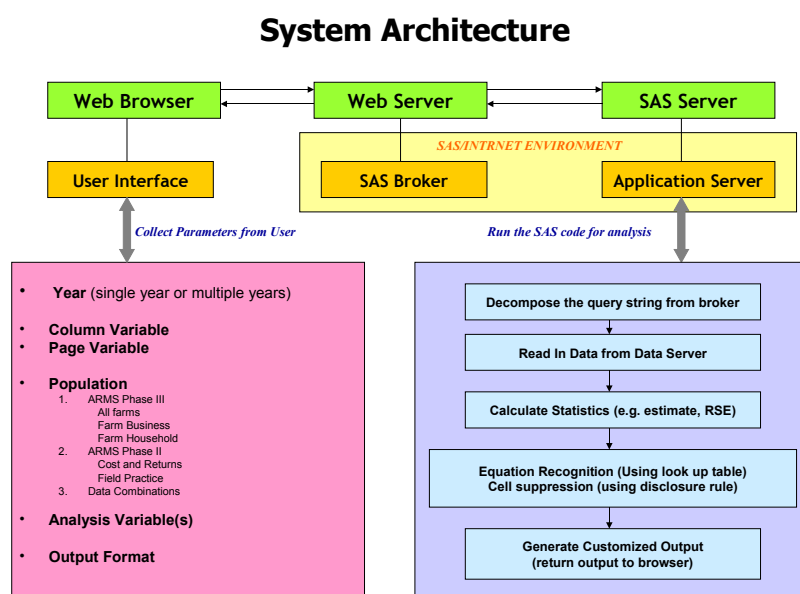 System Architecture
Web Browser
Web Server
SAS Server
SAS/INTRNET ENVIRONMENT
User Interface
SAS Broker
Application Server
Collect Parameters from User
Run the SAS code for analysis
• Year (single year or multiple years)
• Column Variable
• Page Variable
• Population
1. ARMS Phase III
All farms
Farm Business
Farm Household
2. ARMS Phase II
Cost and Returns
Field Practice
3. Data Combinations
• Analysis Variable(s)
• Output Format
Decompose the query string from broker
Read In Data from Data Server
Calculate Statistics (e.g. estimate, RSE)
Equation Recognition (Using look up table)
Cell suppression (using disclosure rule)
Generate Customized Output
(return output to browser)